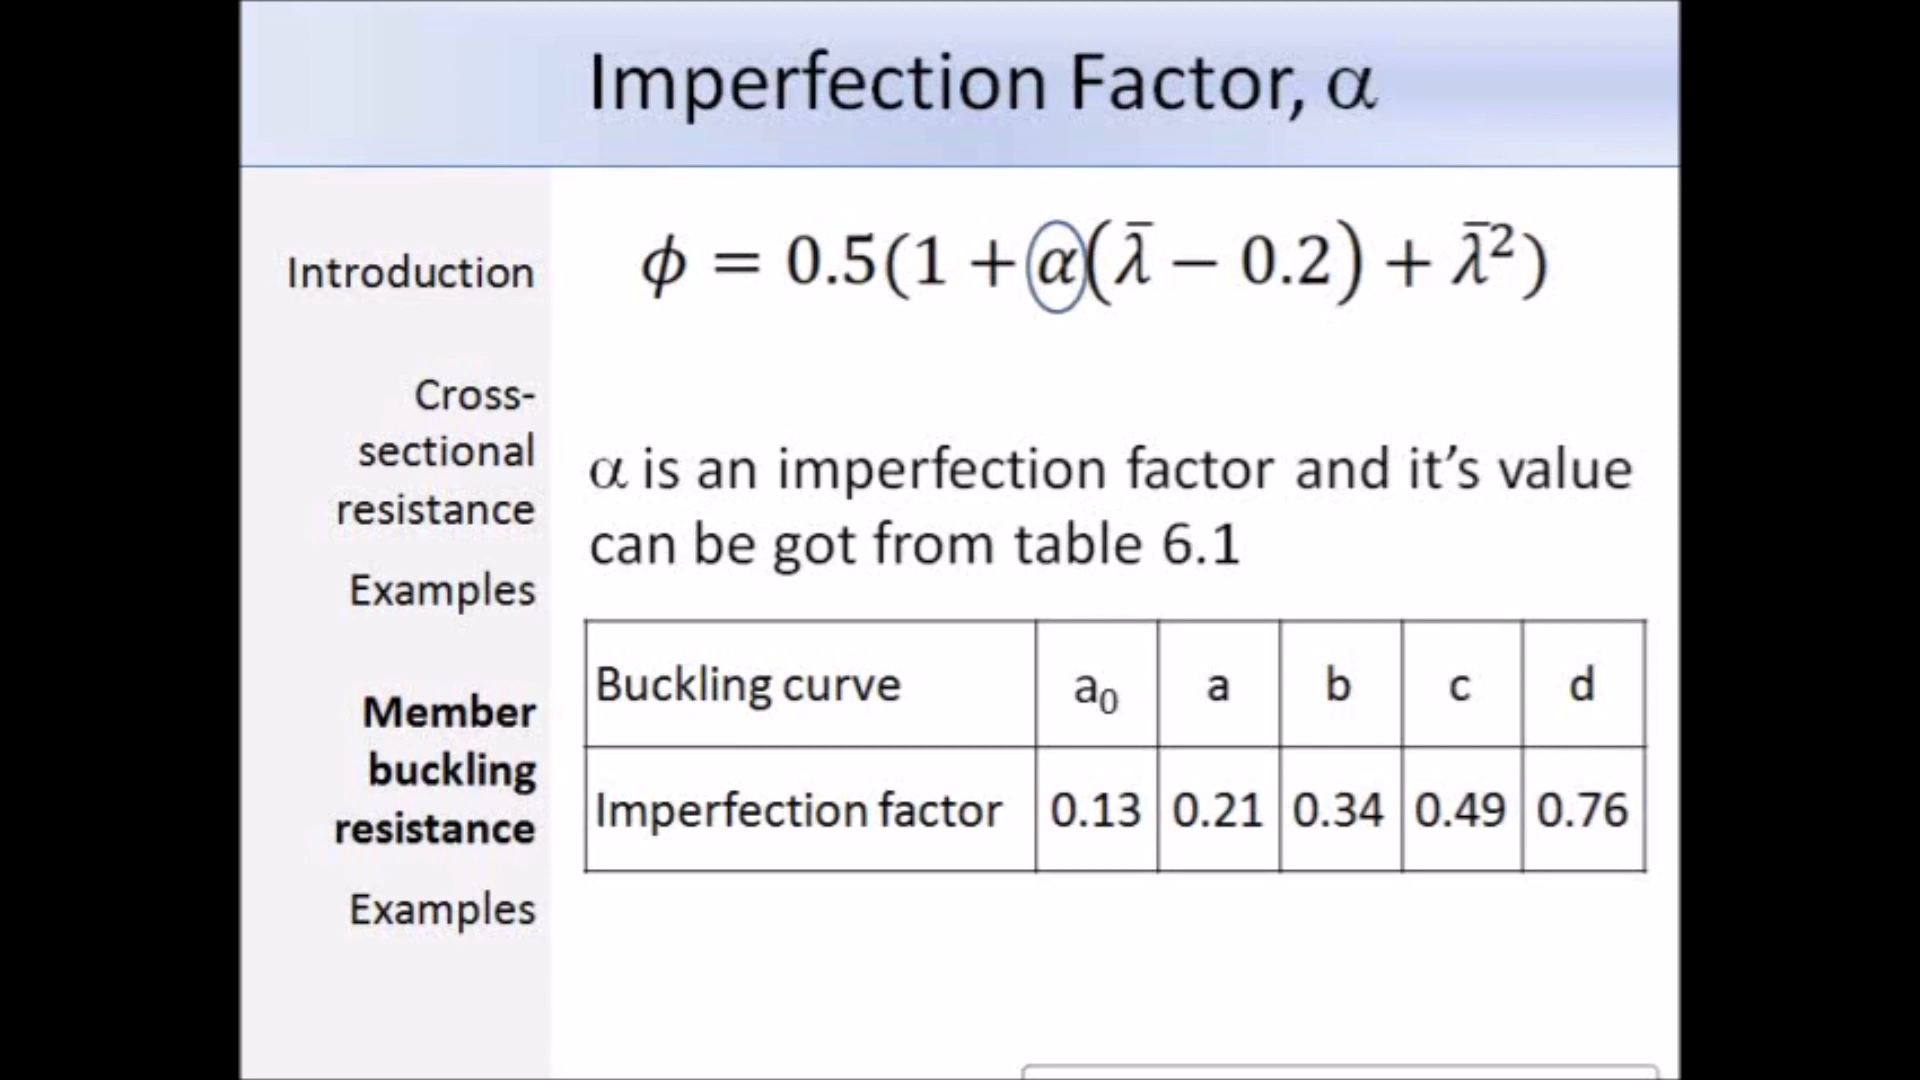 Imperfection Factor, α
Introduction
Cross-
sectional
resistance
Examples
Member
buckling
resistance
Examples
ϕ = 0.5(1 + α(λ̄ − 0.2) + λ̄²)
α is an imperfection factor and it’s value
can be got from table 6.1
Buckling curve a₀ a b c d
Imperfection factor 0.13 0.21 0.34 0.49 0.76